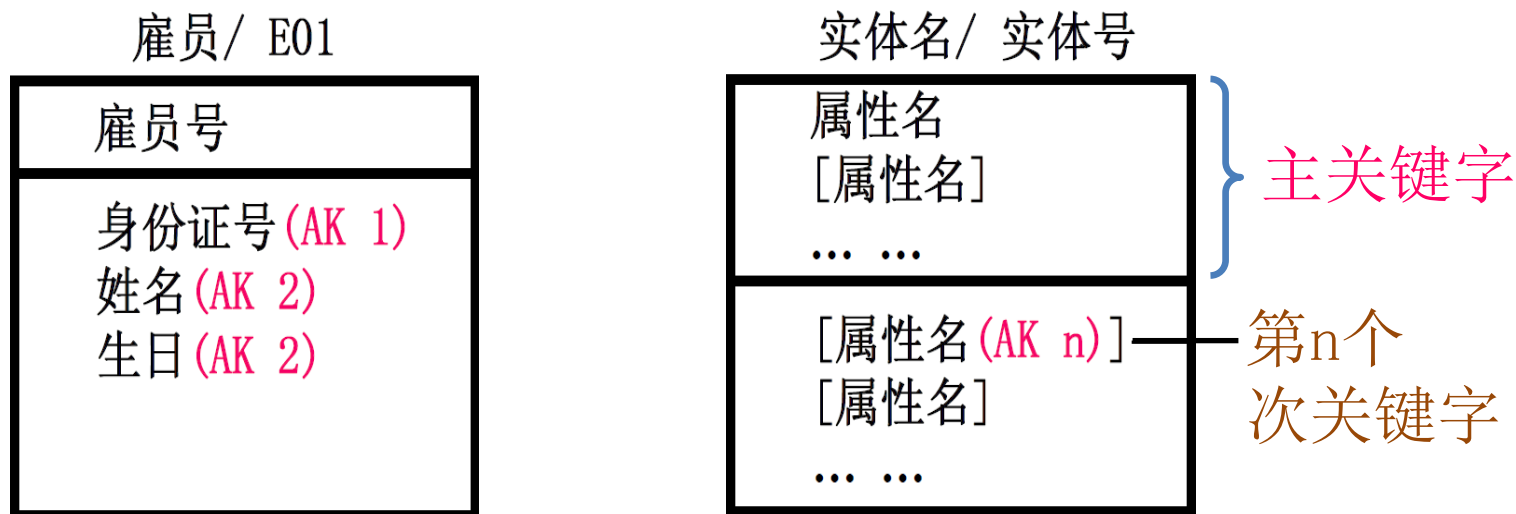 雇员/ E01
雇员号
身份证号(AK 1)
姓名(AK 2)
生日(AK 2)
实体名/ 实体号
属性名
[属性名]
… …
主关键字
[属性名(AK n)]
[属性名]
… …
第n个
次关键字